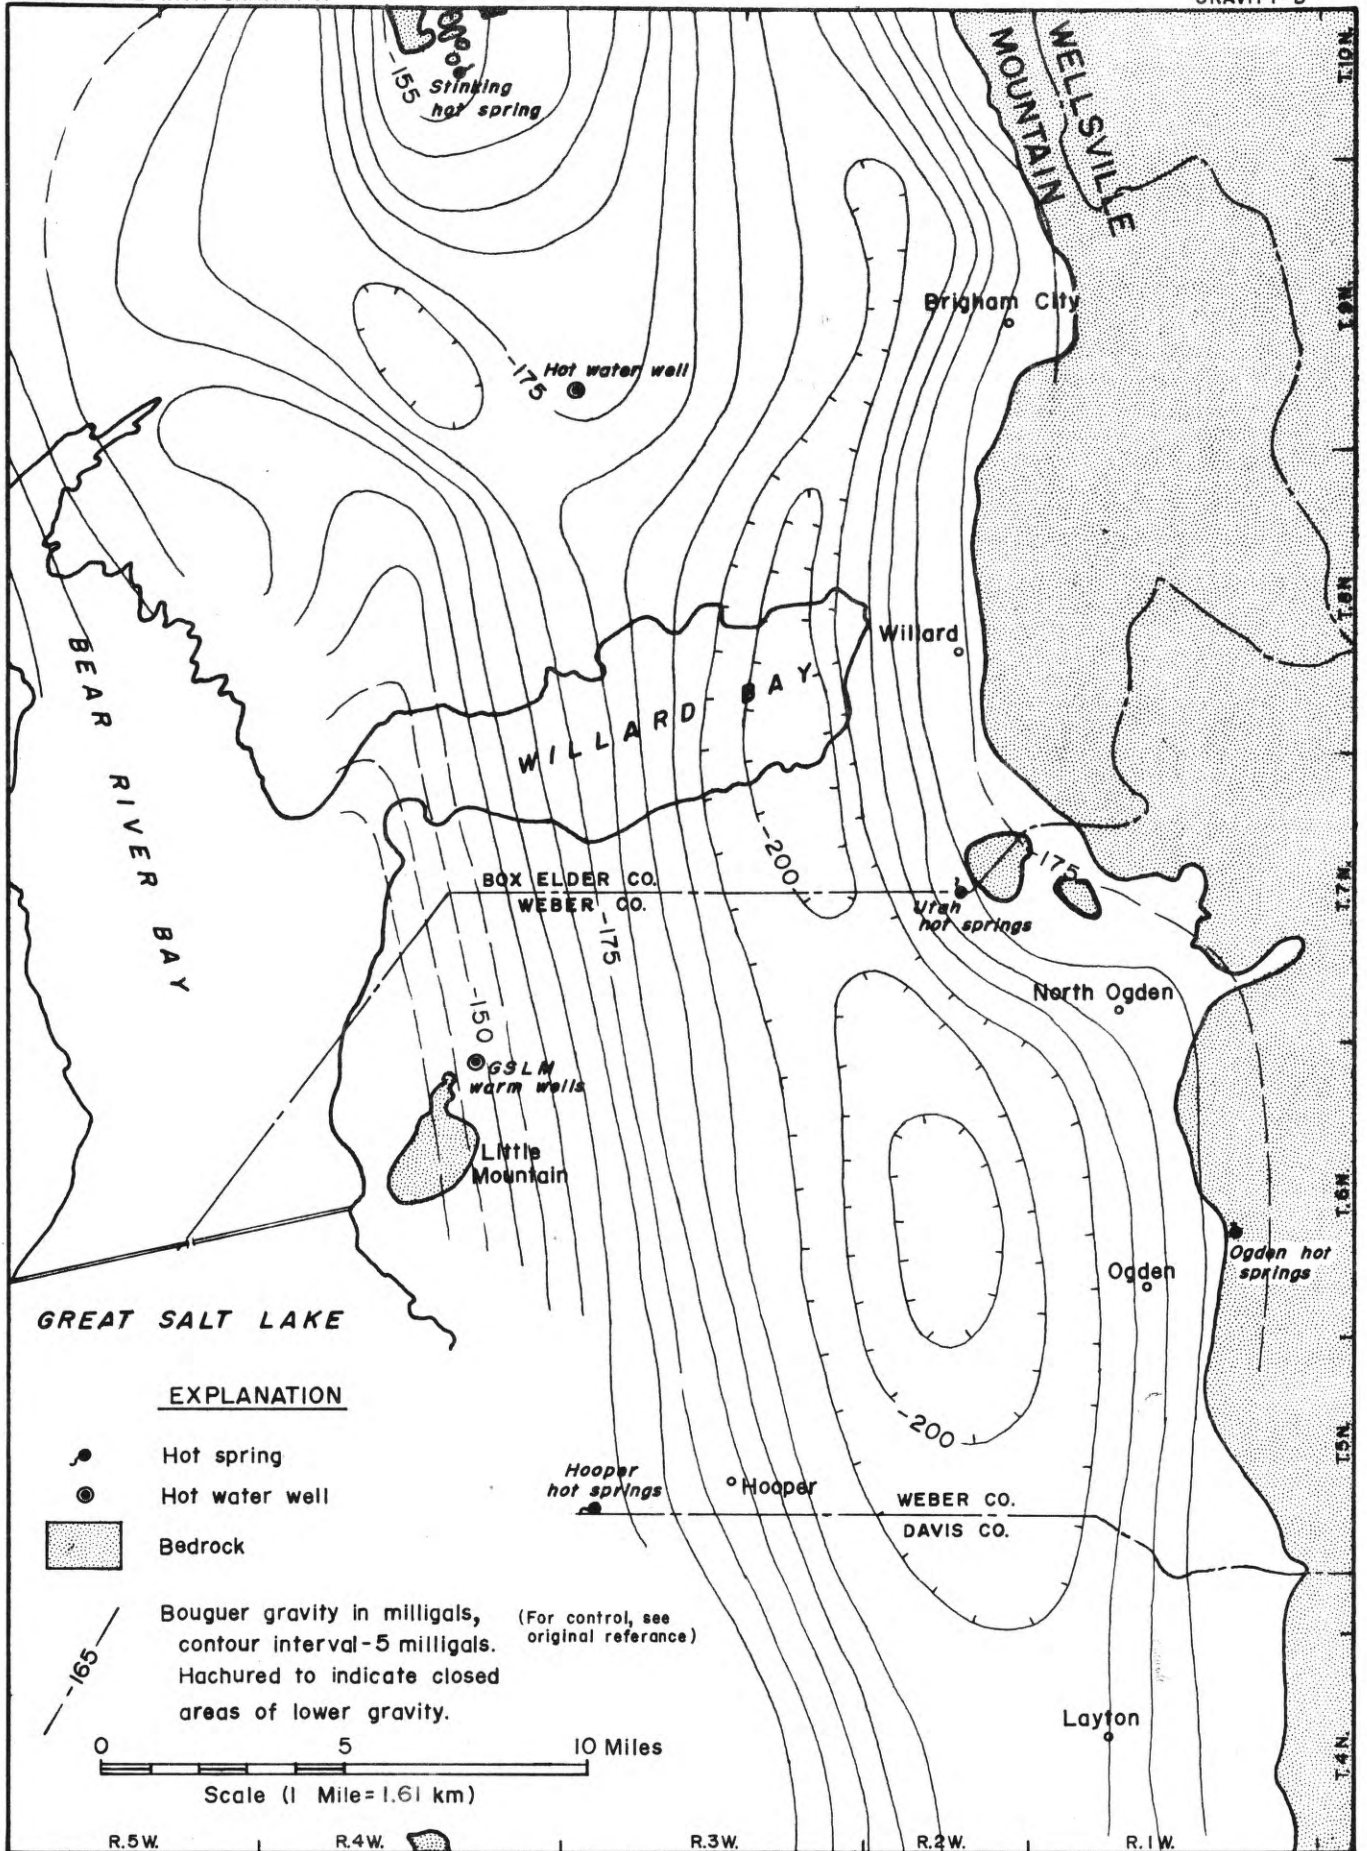 -155
Stinking
hot spring
WELLSVILLE
MOUNTAIN
T.10N.
Brigham City
T.9N.
-175
Hot water well
T.8N.
Willard
BEAR RIVER BAY
WILLARD BAY
-200
-175
T.7N.
BOX ELDER CO.
WEBER CO.
Utah
hot springs
-175
North Ogden
-150
GSLM
warm wells
Little
Mountain
T.6N.
Ogden hot
springs
Ogden
GREAT SALT LAKE
EXPLANATION
Hot spring
Hot water well
Bedrock
-200
T.5N.
Hooper
hot springs
Hooper
WEBER CO.
DAVIS CO.
-165
Bouguer gravity in milligals,
contour interval-5 milligals.
Hachured to indicate closed
areas of lower gravity.
(For control, see
original referance)
Layton
T.4N.
0 5 10 Miles
Scale (1 Mile=1.61 km)
R.5W. R.4W. R.3W. R.2W. R.1W.